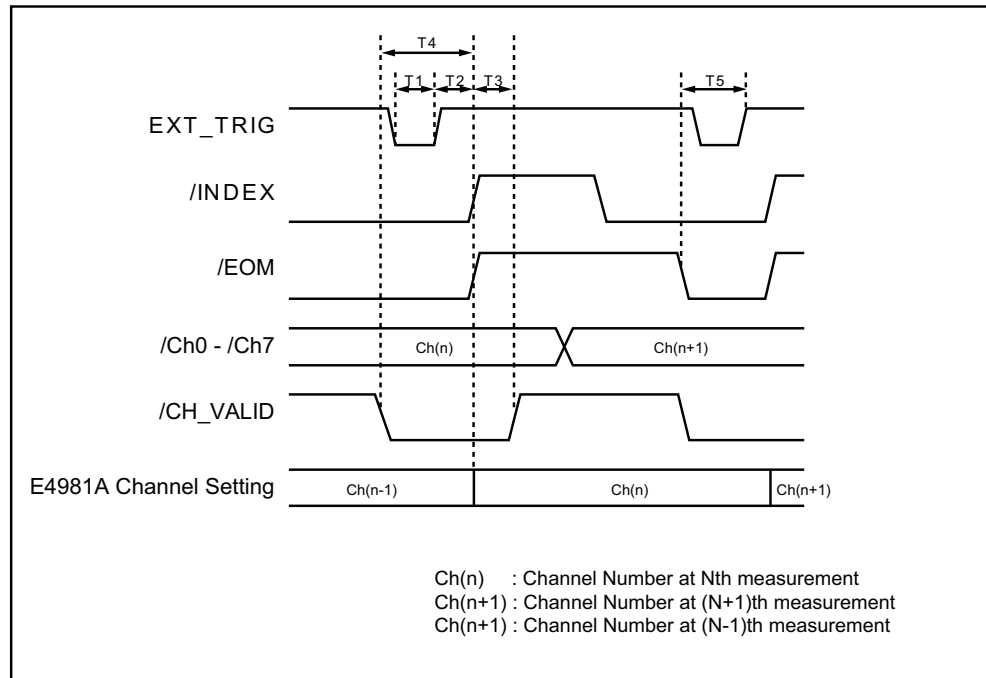 T4
T1 T2 T3 T5
EXT_TRIG
/INDEX
/EOM
/Ch0 - /Ch7 Ch(n) Ch(n+1)
/CH_VALID
E4981A Channel Setting Ch(n-1) Ch(n) Ch(n+1)
Ch(n) : Channel Number at Nth measurement
Ch(n+1) : Channel Number at (N+1)th measurement
Ch(n+1) : Channel Number at (N-1)th measurement